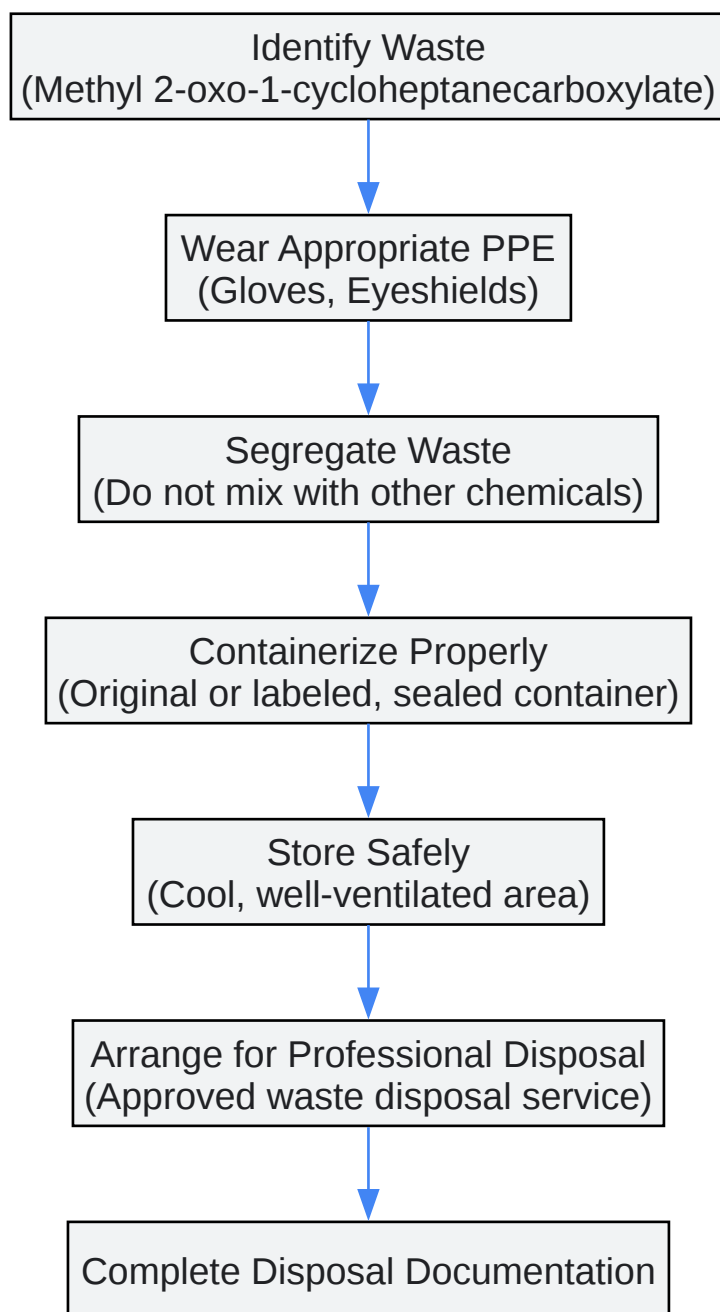 Identify Waste
(Methyl 2-oxo-1-cycloheptanecarboxylate)
Wear Appropriate PPE
(Gloves, Eyeshields)
Segregate Waste
(Do not mix with other chemicals)
Containerize Properly
(Original or labeled, sealed container)
Store Safely
(Cool, well-ventilated area)
Arrange for Professional Disposal
(Approved waste disposal service)
Complete Disposal Documentation